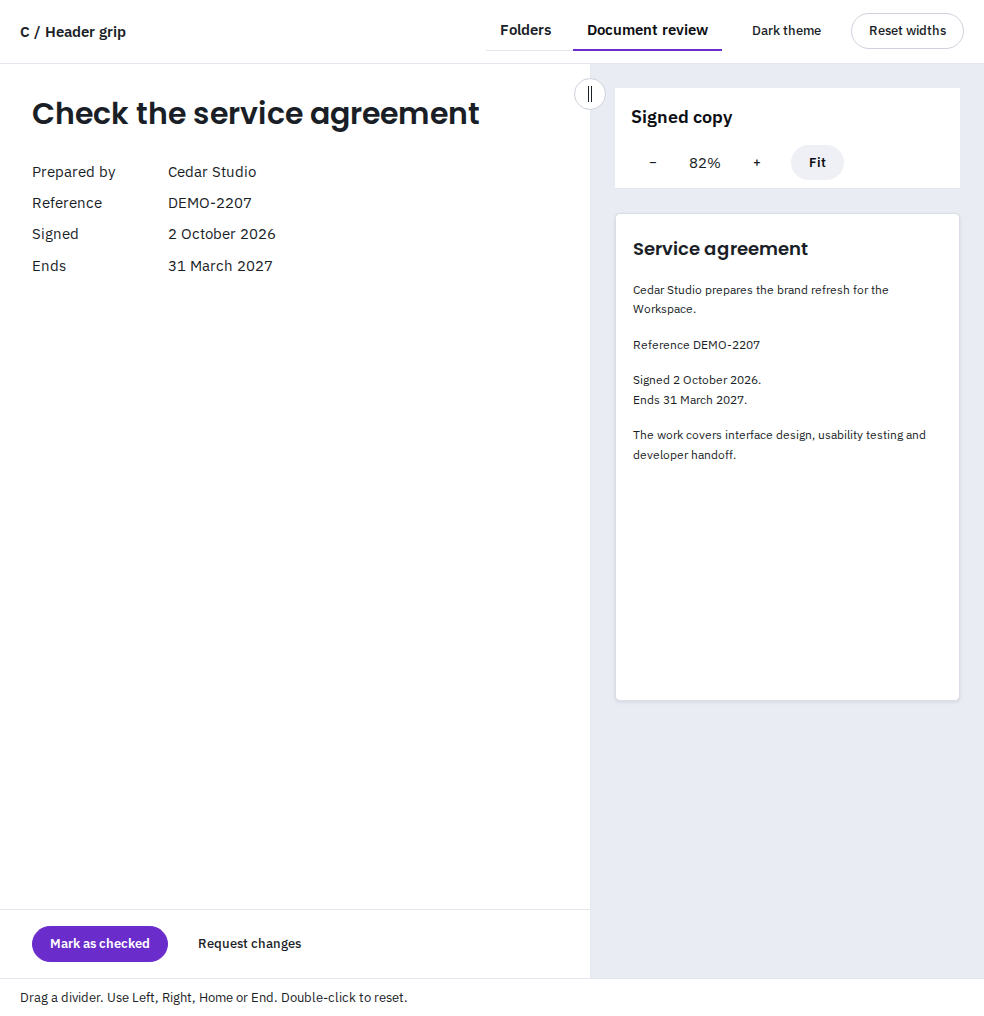 C / Header grip
Folders
Document review
Dark theme
Reset widths
Check the service agreement
Prepared by Cedar Studio
Reference DEMO-2207
Signed 2 October 2026
Ends 31 March 2027
Mark as checked
Request changes
Signed copy
− 82% + Fit
Service agreement
Cedar Studio prepares the brand refresh for the
Workspace.
Reference DEMO-2207
Signed 2 October 2026.
Ends 31 March 2027.
The work covers interface design, usability testing and
developer handoff.
Drag a divider. Use Left, Right, Home or End. Double-click to reset.